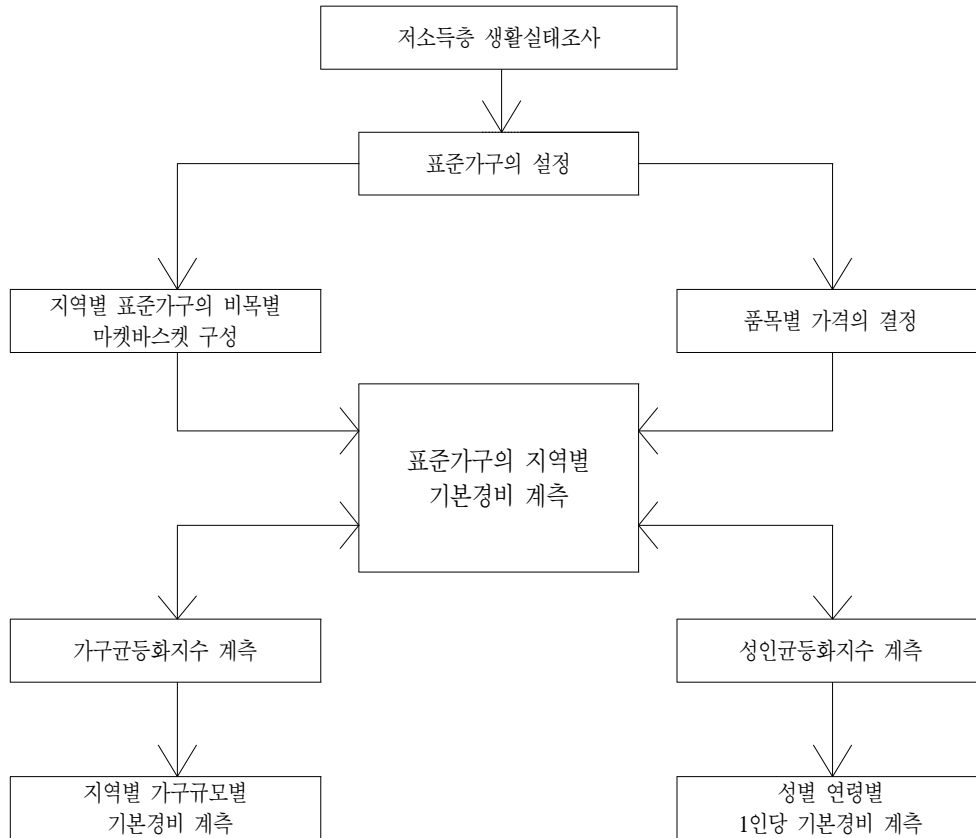 저소득층 생활실태조사
표준가구의 설정
지역별 표준가구의 비목별
마켓바스켓 구성
품목별 가격의 결정
표준가구의 지역별
기본경비 계측
가구균등화지수 계측
성인균등화지수 계측
지역별 가구규모별
기본경비 계측
성별 연령별
1인당 기본경비 계측